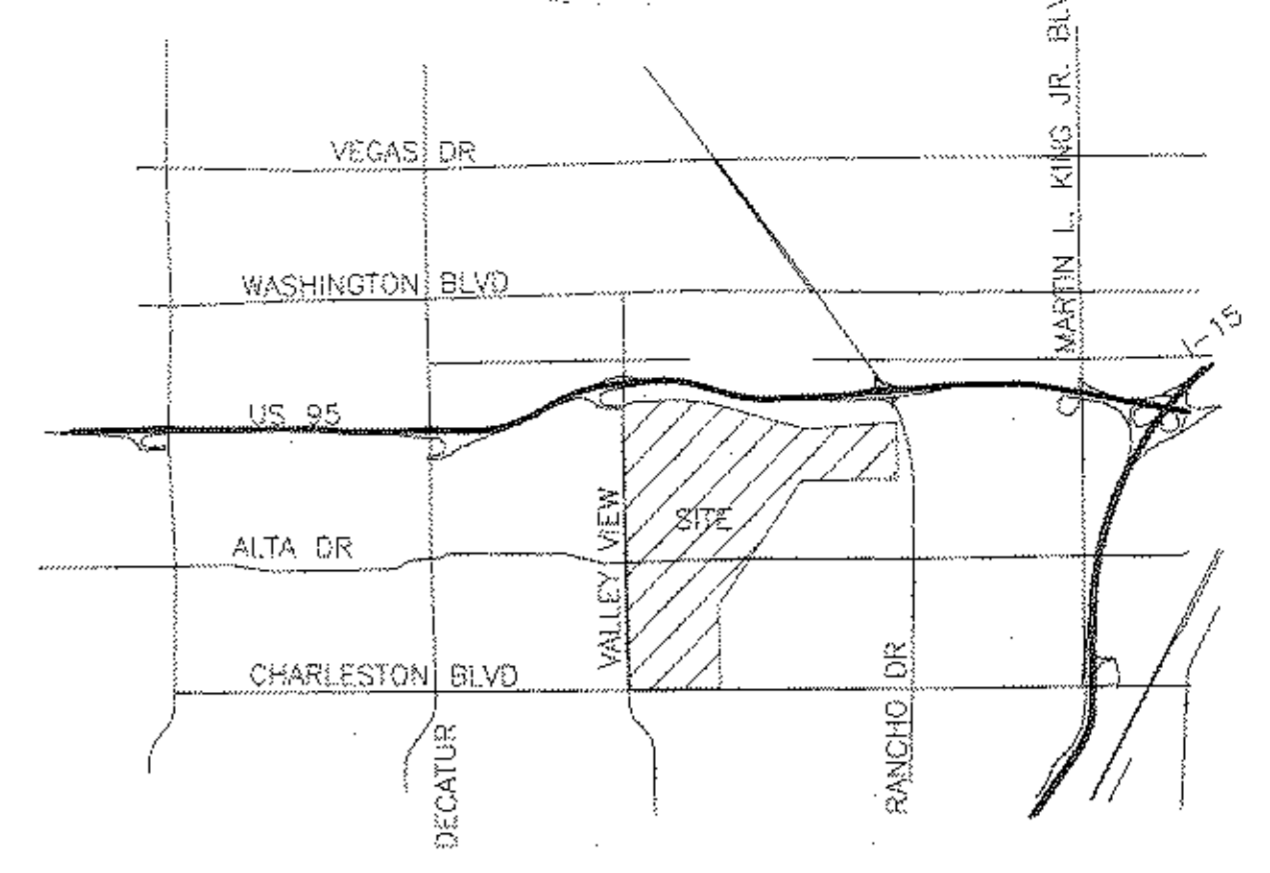 VEGAS DR
WASHINGTON BLVD
MARTIN L. KING JR. BLV
I-15
US 95
SITE
VALLEY VIEW
ALTA DR
CHARLESTON BLVD
RANCHO DR
DECATUR